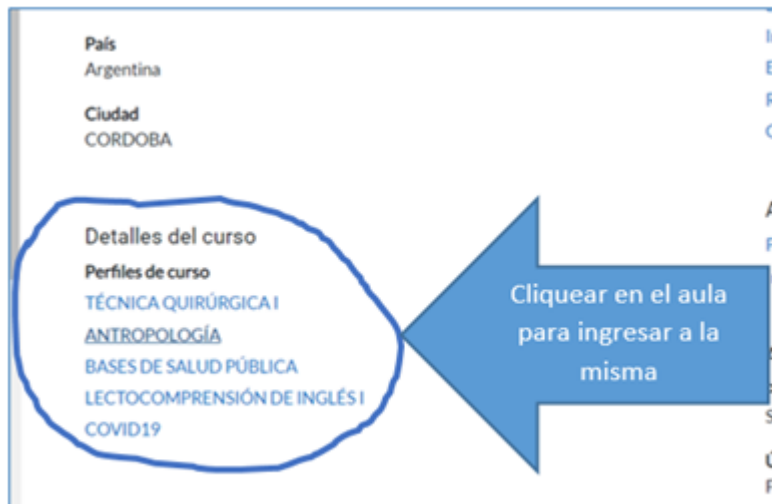 País
Argentina
Ciudad
CORDOBA
Detalles del curso
Perfiles de curso
TÉCNICA QUIRÚRGICA I
ANTROPOLOGÍA
BASES DE SALUD PÚBLICA
LECTOCOMPRENSIÓN DE INGLÉS I
COVID19
Cliquear en el aula
para ingresar a la
misma